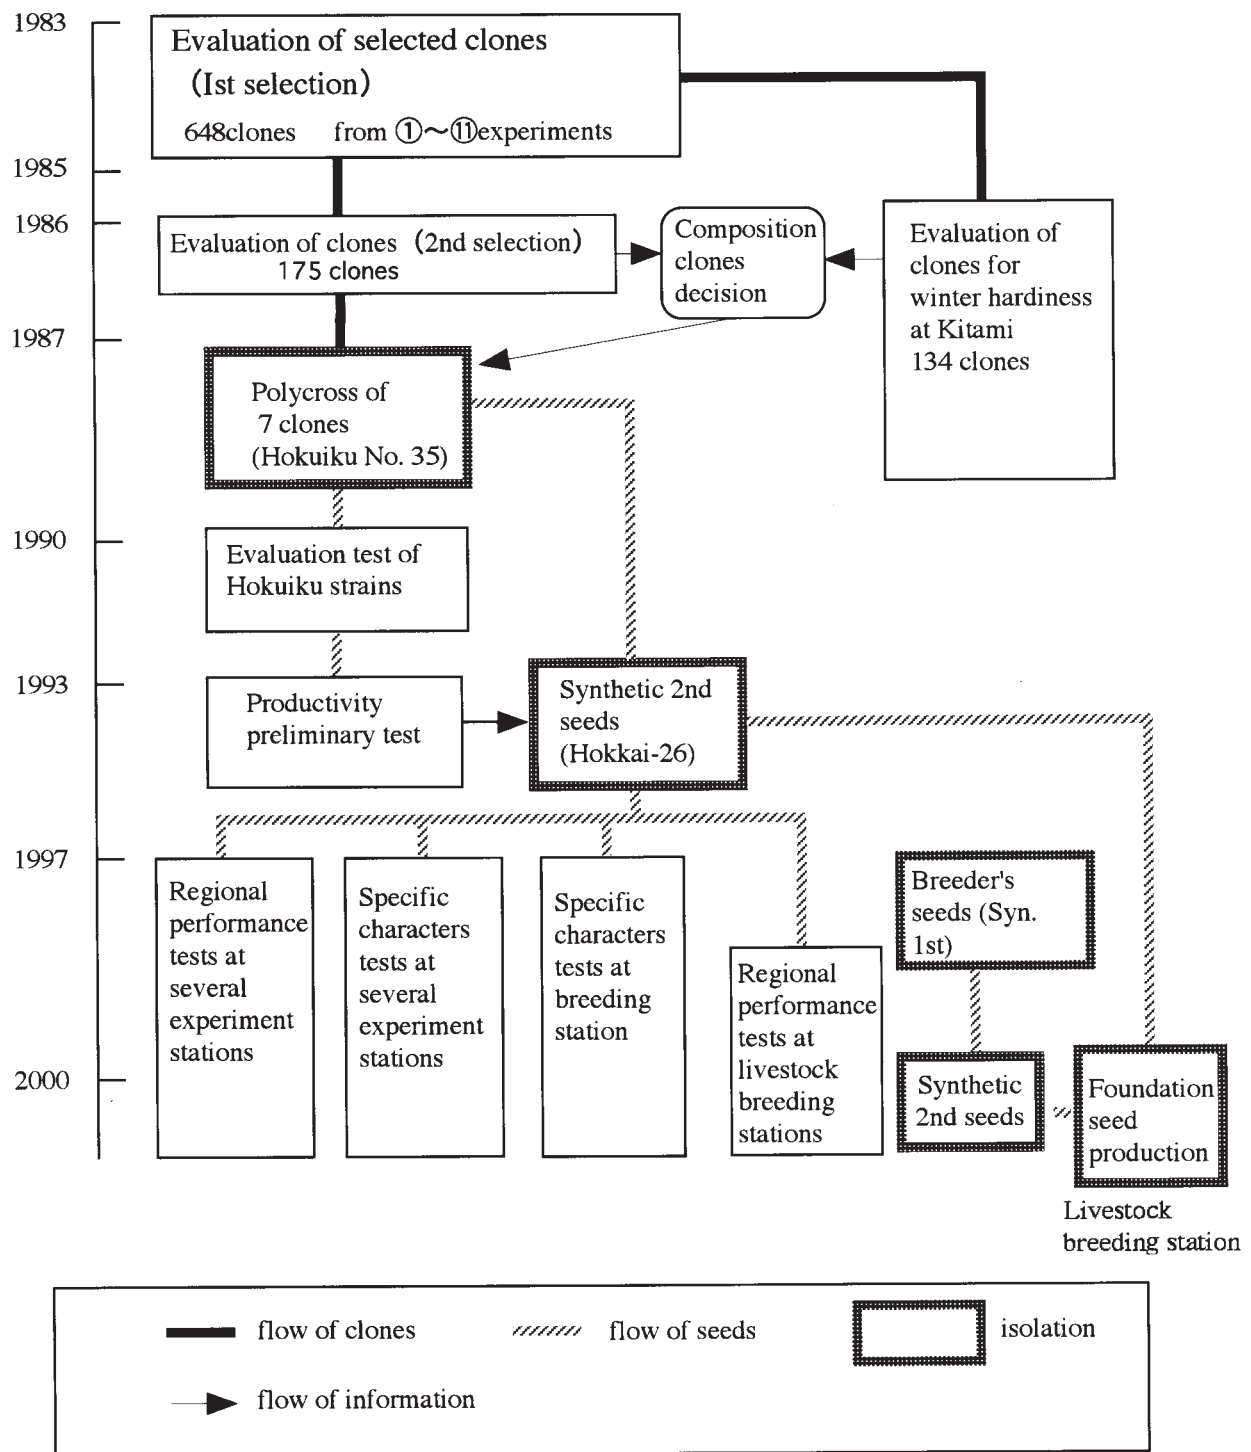 1983
Evaluation of selected clones
(Ist selection)
648clones from ①~⑪experiments
1985
1986
Evaluation of clones (2nd selection)
175 clones
Composition
clones
decision
Evaluation of
clones for
winter hardiness
at Kitami
134 clones
1987
Polycross of
7 clones
(Hokuiku No. 35)
1990
Evaluation test of
Hokuiku strains
1993
Productivity
preliminary test
Synthetic 2nd
seeds
(Hokkai-26)
1997
Regional
performance
tests at
several
experiment
stations
Specific
characters
tests at
several
experiment
stations
Specific
characters
tests at
breeding
station
Regional
performance
tests at
livestock
breeding
stations
Breeder's
seeds (Syn.
1st)
2000
Synthetic
2nd seeds
Foundation
seed
production
Livestock
breeding station
flow of clones
flow of seeds
isolation
flow of information